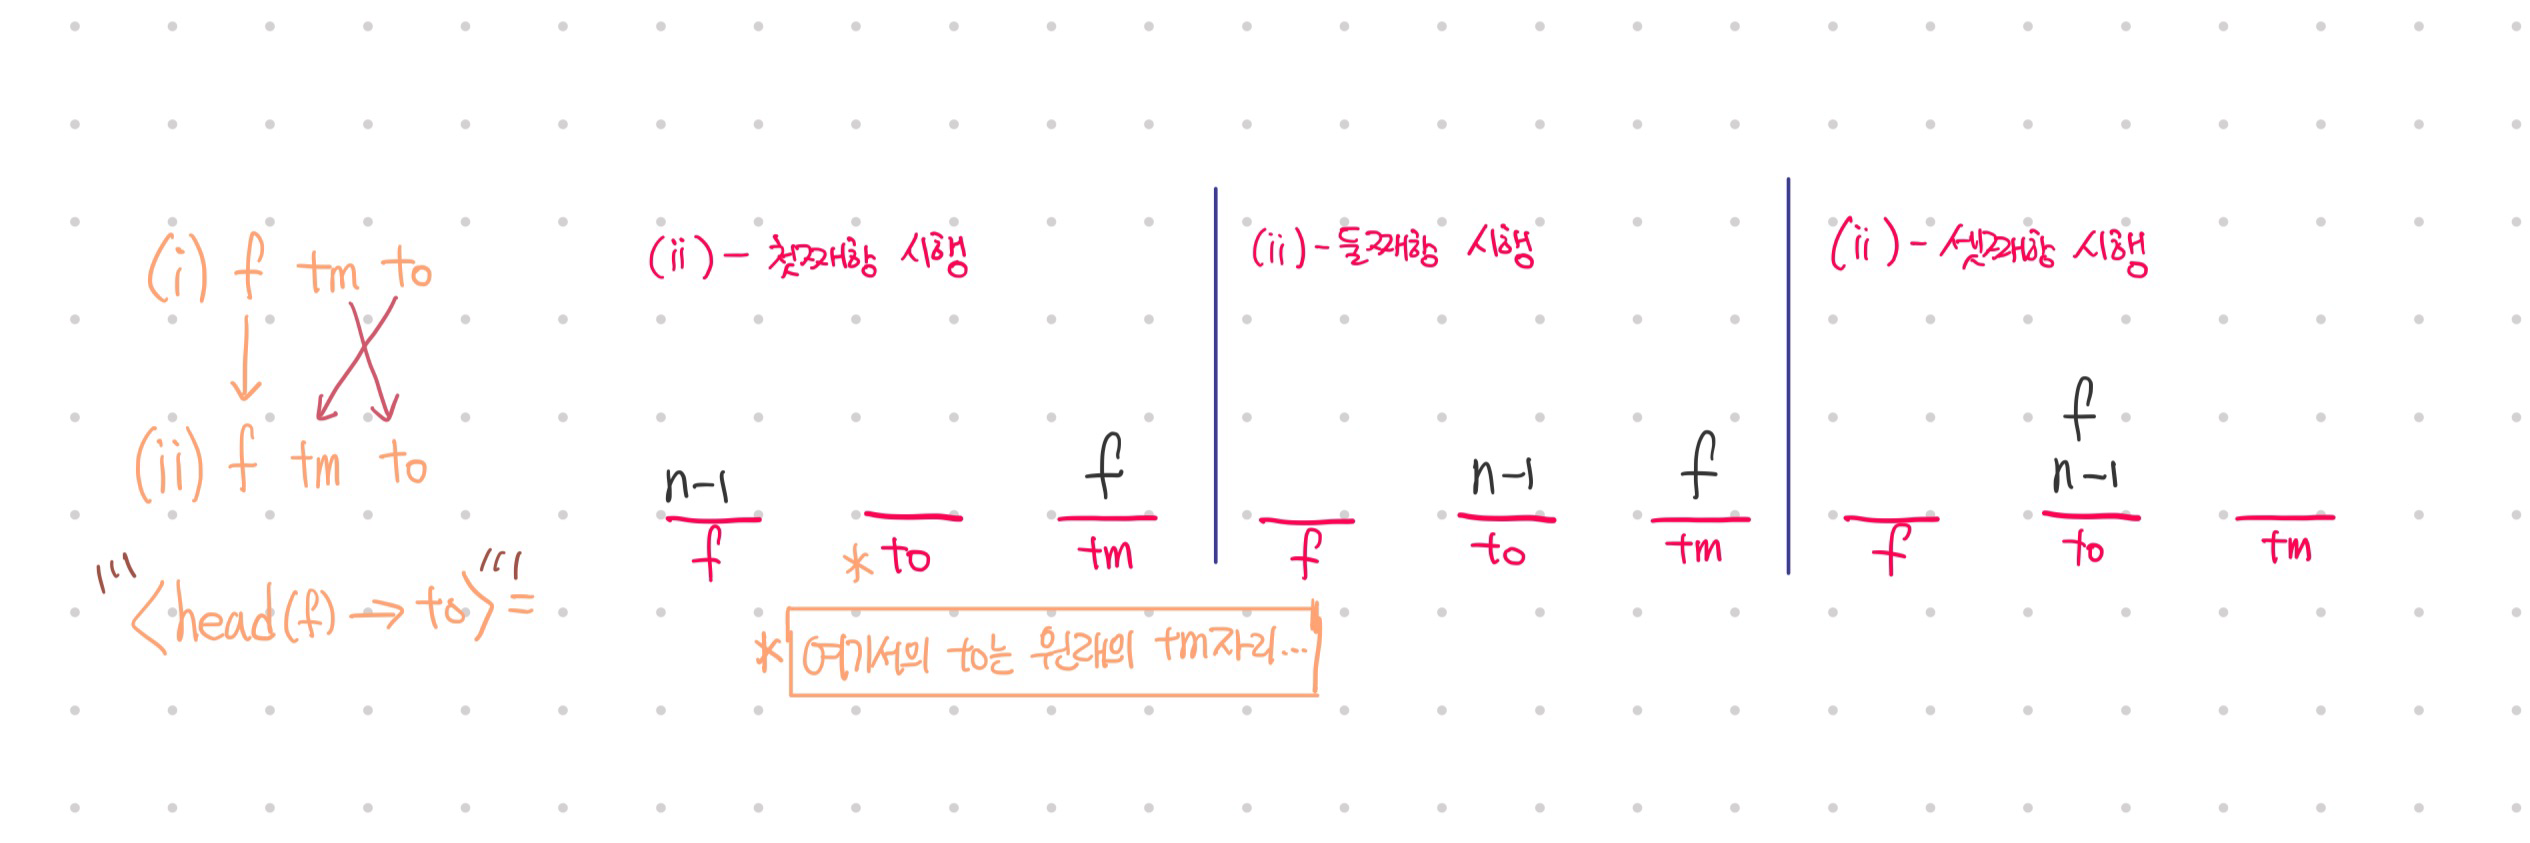 (i) f tm to
(ii) f tm to
"'<head(f) → to>"'=
(ii) - 첫째항 시행
n-1
f
f
* to
tm
* 여기서의 to는 원래의 tm자리...
(ii) - 둘째항 시행
n-1
f
f
to
tm
(ii) - 셋째항 시행
f
n-1
f
to
tm